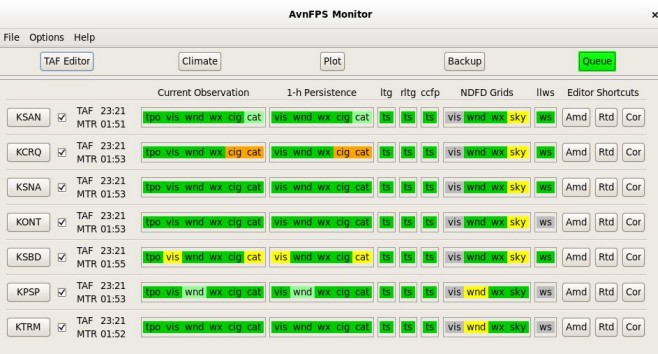 AvnFPS Monitor ×
File Options Help
TAF Editor Climate Plot Backup Queue
Current Observation 1-h Persistence ltg rltg ccfp NDFD Grids llws Editor Shortcuts
KSAN TAF 23:21 tpo vis wnd wx cig cat vis wnd wx cig cat ts ts ts vis wnd wx sky ws Amd Rtd Cor
MTR 01:51
KCRQ TAF 23:21 tpo vis wnd wx cig cat vis wnd wx cig cat ts ts ts vis wnd wx sky ws Amd Rtd Cor
MTR 01:53
KSNA TAF 23:21 tpo vis wnd wx cig cat vis wnd wx cig cat ts ts ts vis wnd wx sky ws Amd Rtd Cor
MTR 01:53
KONT TAF 23:21 tpo vis wnd wx cig cat vis wnd wx cig cat ts ts ts vis wnd wx sky ws Amd Rtd Cor
MTR 01:53
KSBD TAF 23:21 tpo vis wnd wx cig cat vis wnd wx cig cat ts ts ts vis wnd wx sky ws Amd Rtd Cor
MTR 01:55
KPSP TAF 23:21 tpo vis wnd wx cig cat vis wnd wx cig cat ts ts ts vis wnd wx sky ws Amd Rtd Cor
MTR 01:53
KTRM TAF 23:21 tpo vis wnd wx cig cat vis wnd wx cig cat ts ts ts vis wnd wx sky ws Amd Rtd Cor
MTR 01:52